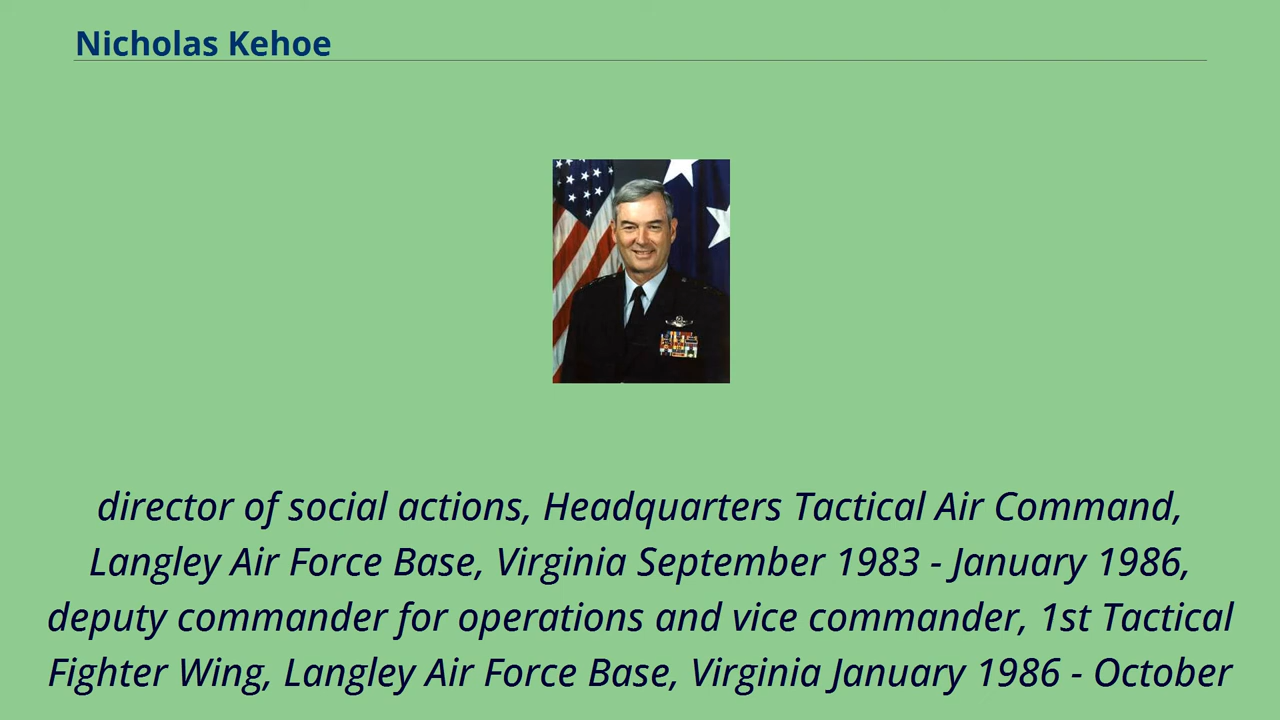 Nicholas Kehoe
director of social actions, Headquarters Tactical Air Command,
Langley Air Force Base, Virginia September 1983 - January 1986,
deputy commander for operations and vice commander, 1st Tactical
Fighter Wing, Langley Air Force Base, Virginia January 1986 - October